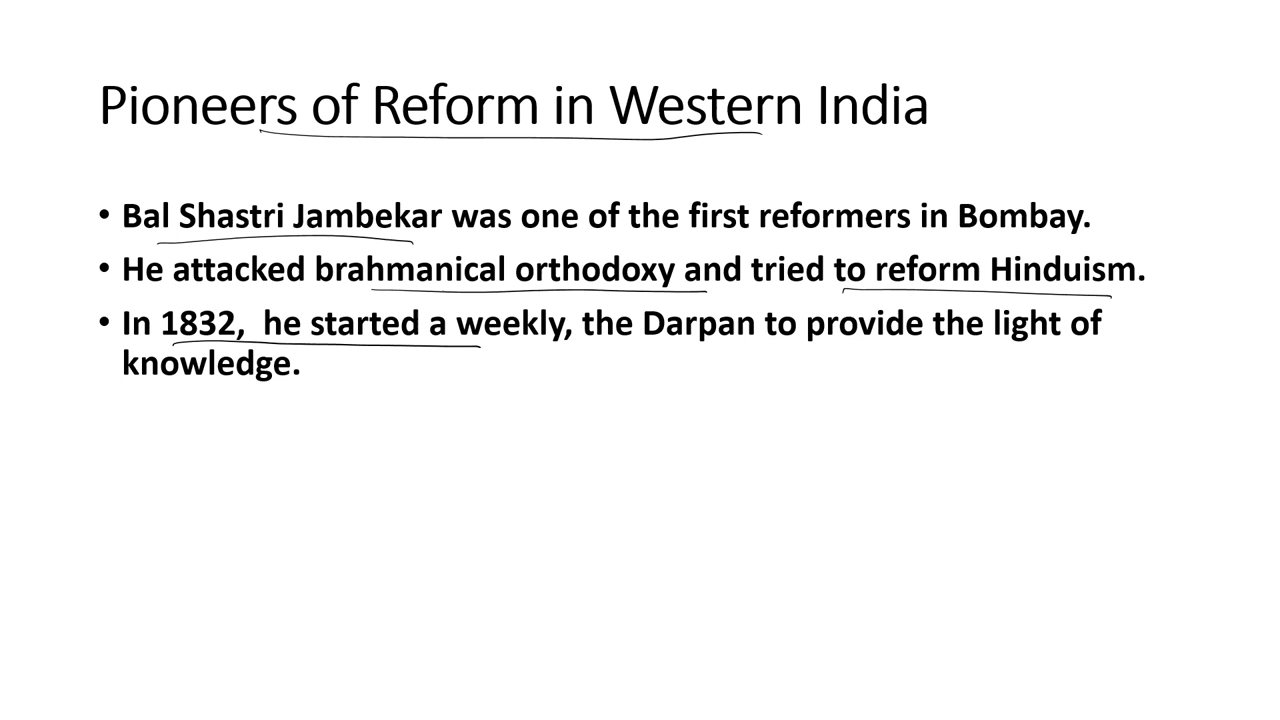 Pioneers of Reform in Western India
• Bal Shastri Jambekar was one of the first reformers in Bombay.
• He attacked brahmanical orthodoxy and tried to reform Hinduism.
• In 1832,  he started a weekly, the Darpan to provide the light of
knowledge.